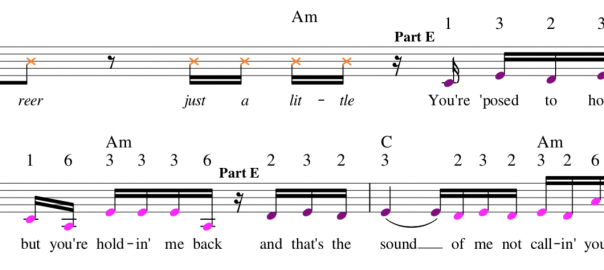 Am
Part E 1 3 2 3
reer just a lit – tle You're 'posed to ho
Am C Am
1 6 3 3 3 6 2 3 2 3 2 3 2 3 2 6
Part E
but you're hold – in' me back and that's the sound of me not call – in' you